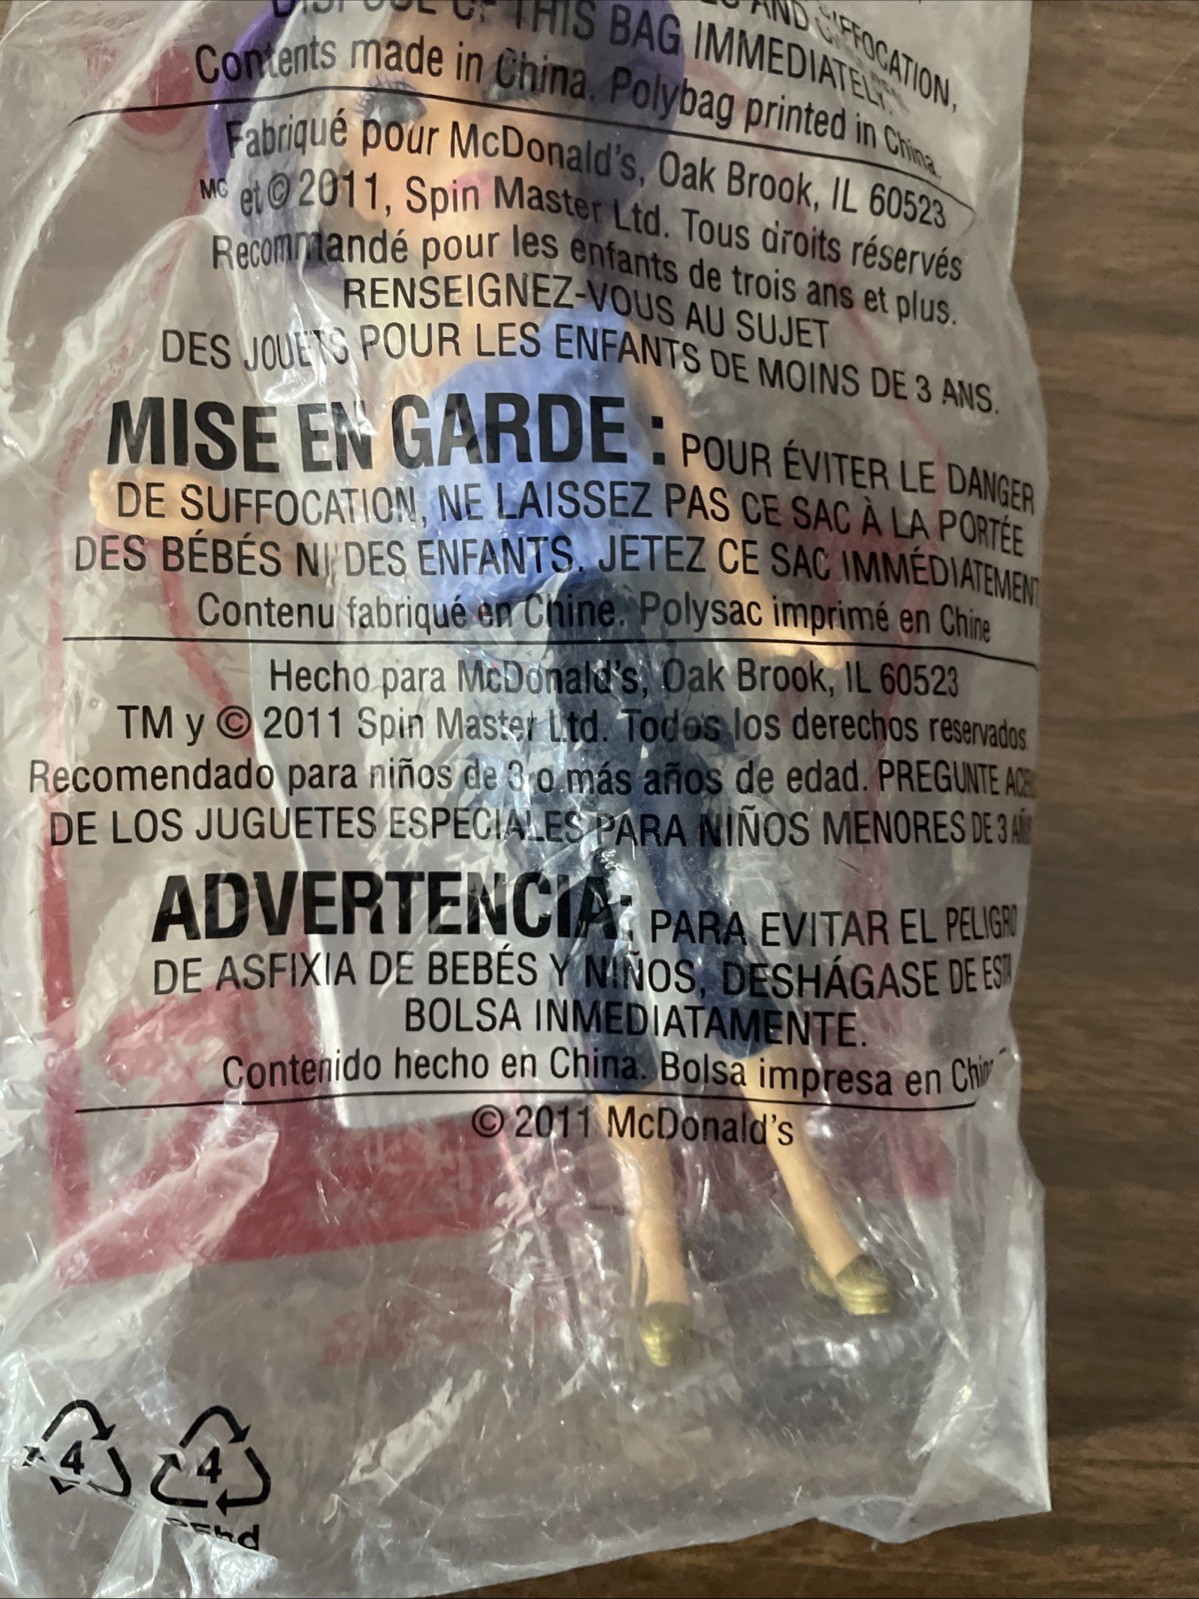 OF THIS BAG IMMEDIATELY.
AND SUFFOCATION,
Contents made in China. Polybag printed in China.
Fabriqué pour McDonald's, Oak Brook, IL 60523
MC et © 2011, Spin Master Ltd. Tous droits réservés
Recommandé pour les enfants de trois ans et plus.
RENSEIGNEZ-VOUS AU SUJET
DES JOUETS POUR LES ENFANTS DE MOINS DE 3 ANS.
MISE EN GARDE : POUR ÉVITER LE DANGER
DE SUFFOCATION, NE LAISSEZ PAS CE SAC À LA PORTÉE
DES BÉBÉS NI DES ENFANTS. JETEZ CE SAC IMMÉDIATEMENT
Contenu fabriqué en Chine. Polysac imprimé en Chine
Hecho para McDonald's, Oak Brook, IL 60523
TM y © 2011 Spin Master Ltd. Todos los derechos reservados
Recomendado para niños de 3 o más años de edad. PREGUNTE
DE LOS JUGUETES ESPECIALES PARA NIÑOS MENORES DE 3
ADVERTENCIA: PARA EVITAR EL PELIGRO
DE ASFIXIA DE BEBÉS Y NIÑOS, DESHÁGASE DE ESTA
BOLSA INMEDIATAMENTE.
Contenido hecho en China. Bolsa impresa en China
© 2011 McDonald's
4 4